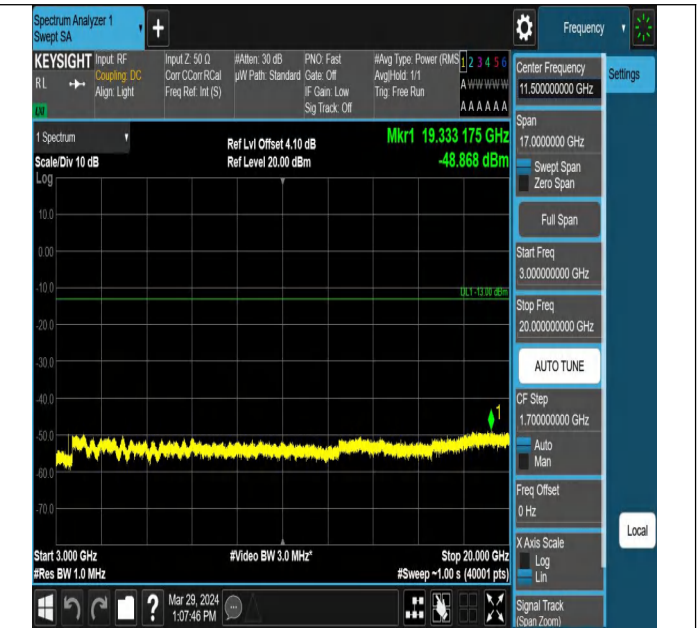 Spectrum Analyzer 1
Swept SA
+
Frequency
KEYSIGHT
RL
Input: RF
Coupling: DC
Align: Light
Input Z: 50 Ω
Corr CCorr RCal
Freq Ref: Int (S)
#Atten: 30 dB
µW Path: Standard
PNO: Fast
Gate: Off
IF Gain: Low
Sig Track: Off
#Avg Type: Power (RMS
Avg|Hold: 1/1
Trig: Free Run
1 2 3 4 5 6
A W W W W W
A A A A A A
1 Spectrum
Scale/Div 10 dB
Log
Ref Lvl Offset 4.10 dB
Ref Level 20.00 dBm
Mkr1 19.333 175 GHz
-48.868 dBm
10.0
0.00
-10.0
DL1 -13.00 dBm
-20.0
-30.0
-40.0
1
-50.0
-60.0
-70.0
Start 3.000 GHz
#Res BW 1.0 MHz
#Video BW 3.0 MHz*
Stop 20.000 GHz
#Sweep ~1.00 s (40001 pts)
?
Mar 29, 2024
1:07:46 PM
Center Frequency
11.500000000 GHz
Settings
Span
17.0000000 GHz
Swept Span
Zero Span
Full Span
Start Freq
3.000000000 GHz
Stop Freq
20.000000000 GHz
AUTO TUNE
CF Step
1.700000000 GHz
Auto
Man
Freq Offset
0 Hz
X Axis Scale
Log
Lin
Local
Signal Track
(Span Zoom)